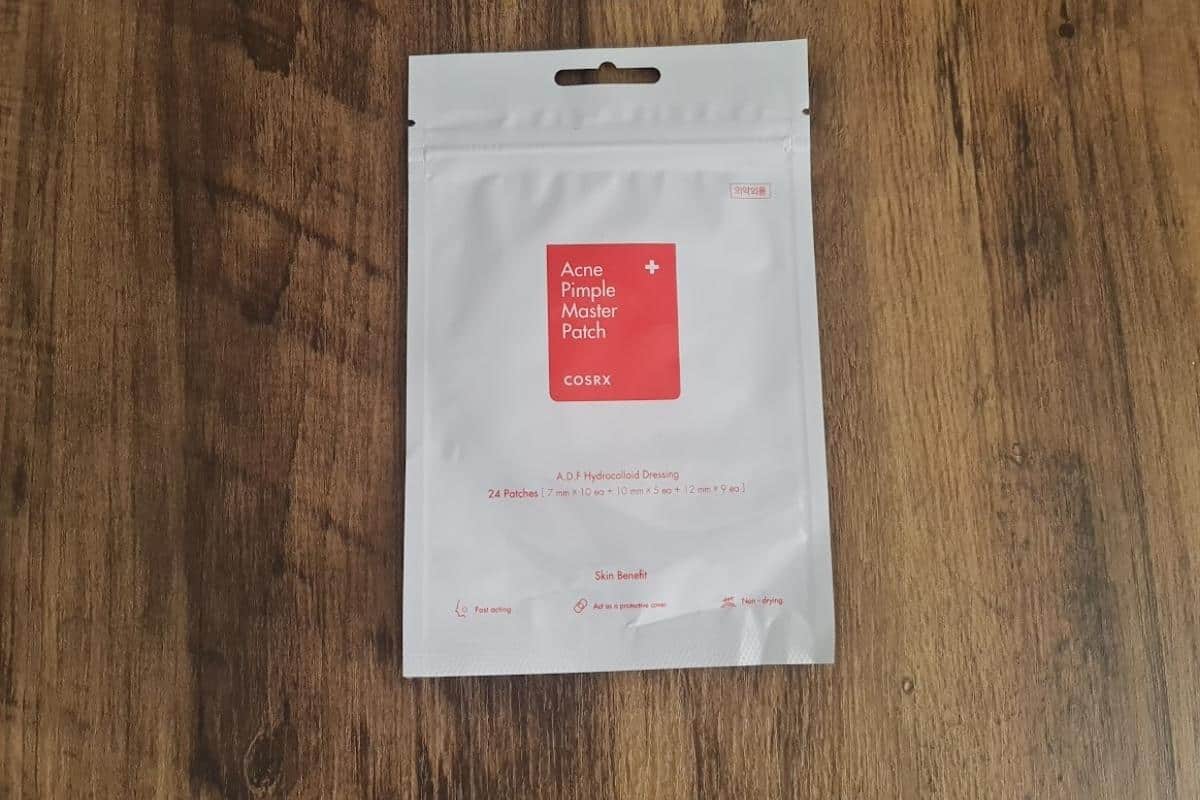 의약외품
Acne
Pimple
Master
Patch
COSRX
A.D.F Hydrocolloid Dressing
24 Patches [ 7 mm × 10 ea + 10 mm × 5 ea + 12 mm × 9 ea ]
Skin Benefit
Fast acting
Act as a protective cover
Non - drying